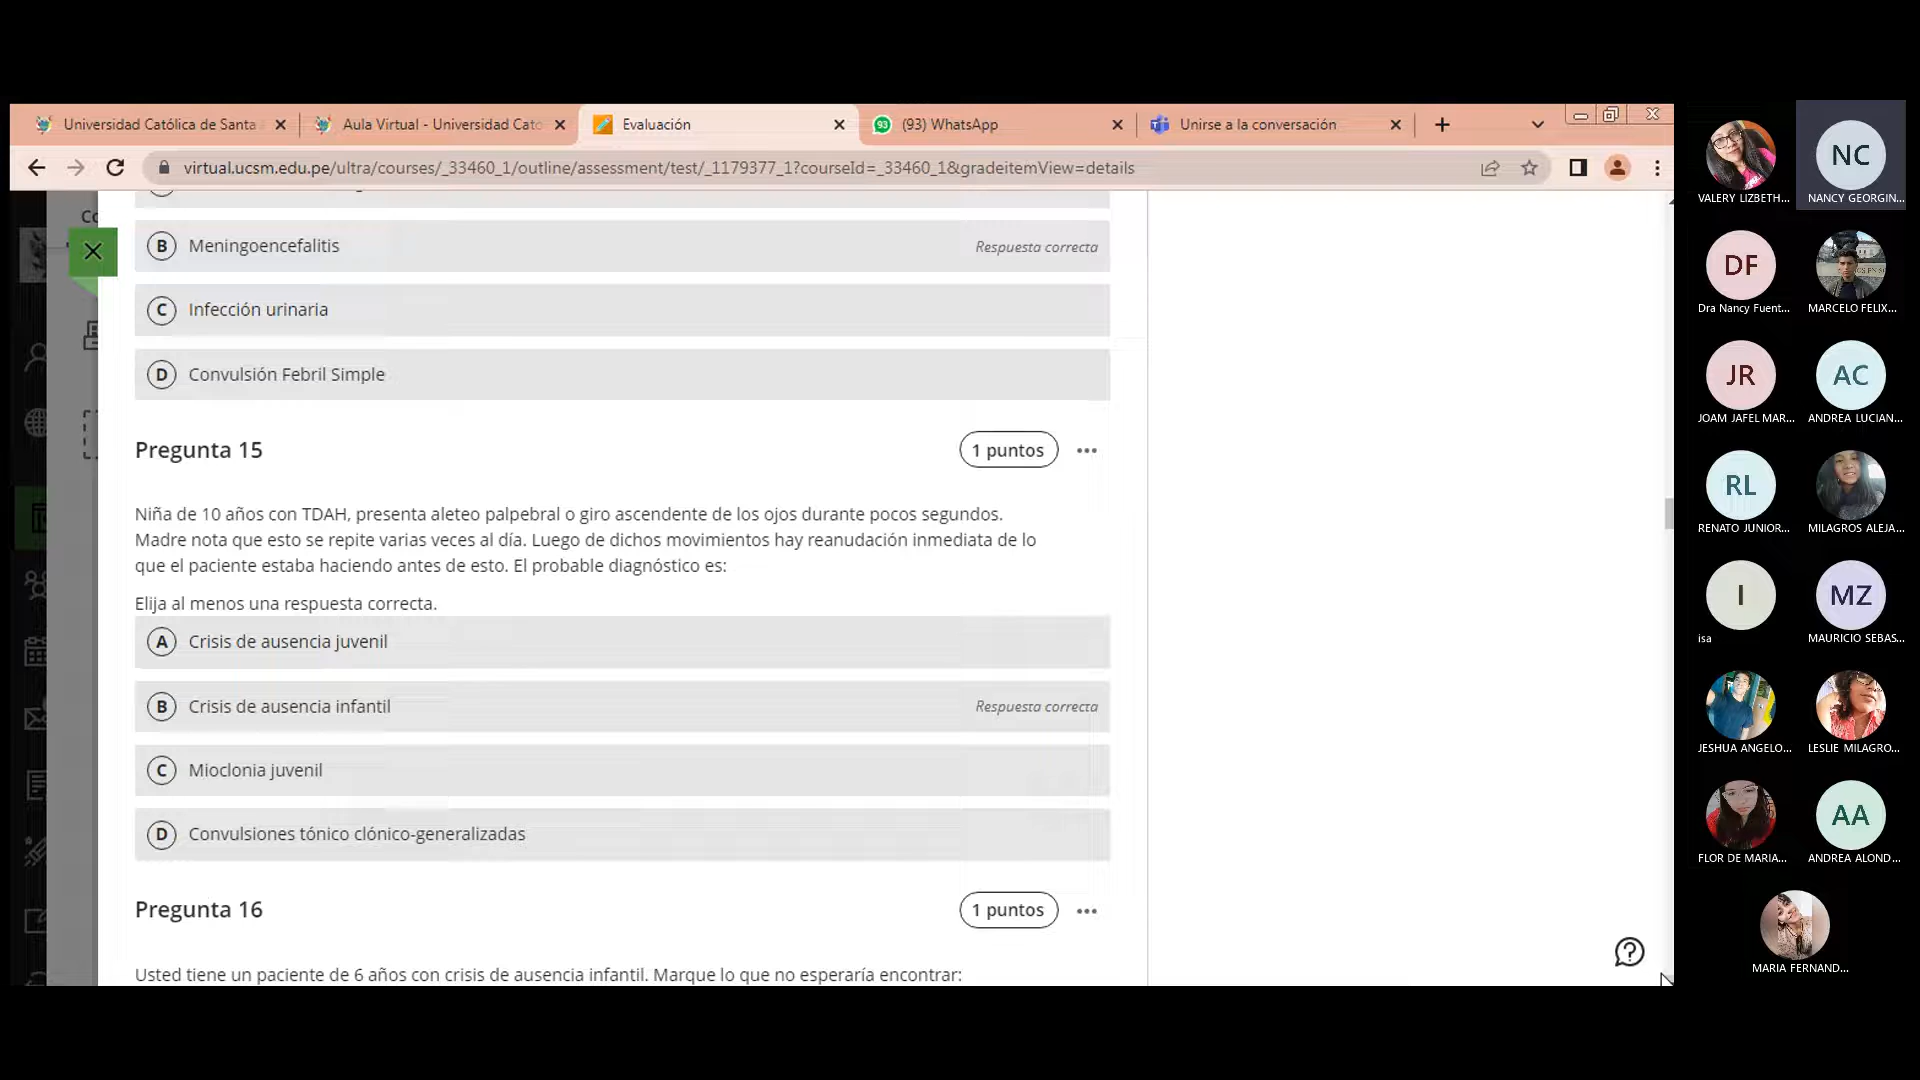 Universidad Católica de Santa
Aula Virtual - Universidad Cato
Evaluación
(93) WhatsApp
Unirse a la conversación
virtual.ucsm.edu.pe/ultra/courses/_33460_1/outline/assessment/test/_1179377_1?courseId=_33460_1&gradeitemView=details
Co
B Meningoencefalitis Respuesta correcta
C Infección urinaria
D Convulsión Febril Simple
Pregunta 15 1 puntos
Niña de 10 años con TDAH, presenta aleteo palpebral o giro ascendente de los ojos durante pocos segundos.
Madre nota que esto se repite varias veces al día. Luego de dichos movimientos hay reanudación inmediata de lo
que el paciente estaba haciendo antes de esto. El probable diagnóstico es:
Elija al menos una respuesta correcta.
A Crisis de ausencia juvenil
B Crisis de ausencia infantil Respuesta correcta
C Mioclonia juvenil
D Convulsiones tónico clónico-generalizadas
Pregunta 16 1 puntos
Usted tiene un paciente de 6 años con crisis de ausencia infantil. Marque lo que no esperaría encontrar:
NC
VALERY LIZBETH... NANCY GEORGIN...
DF
Dra Nancy Fuent... MARCELO FELIX...
JR AC
JOAM JAFEL MAR... ANDREA LUCIAN...
RL
RENATO JUNIOR... MILAGROS ALEJA...
I MZ
isa MAURICIO SEBAS...
JESHUA ANGELO... LESLIE MILAGRO...
AA
FLOR DE MARIA... ANDREA ALOND...
MARIA FERNAND...